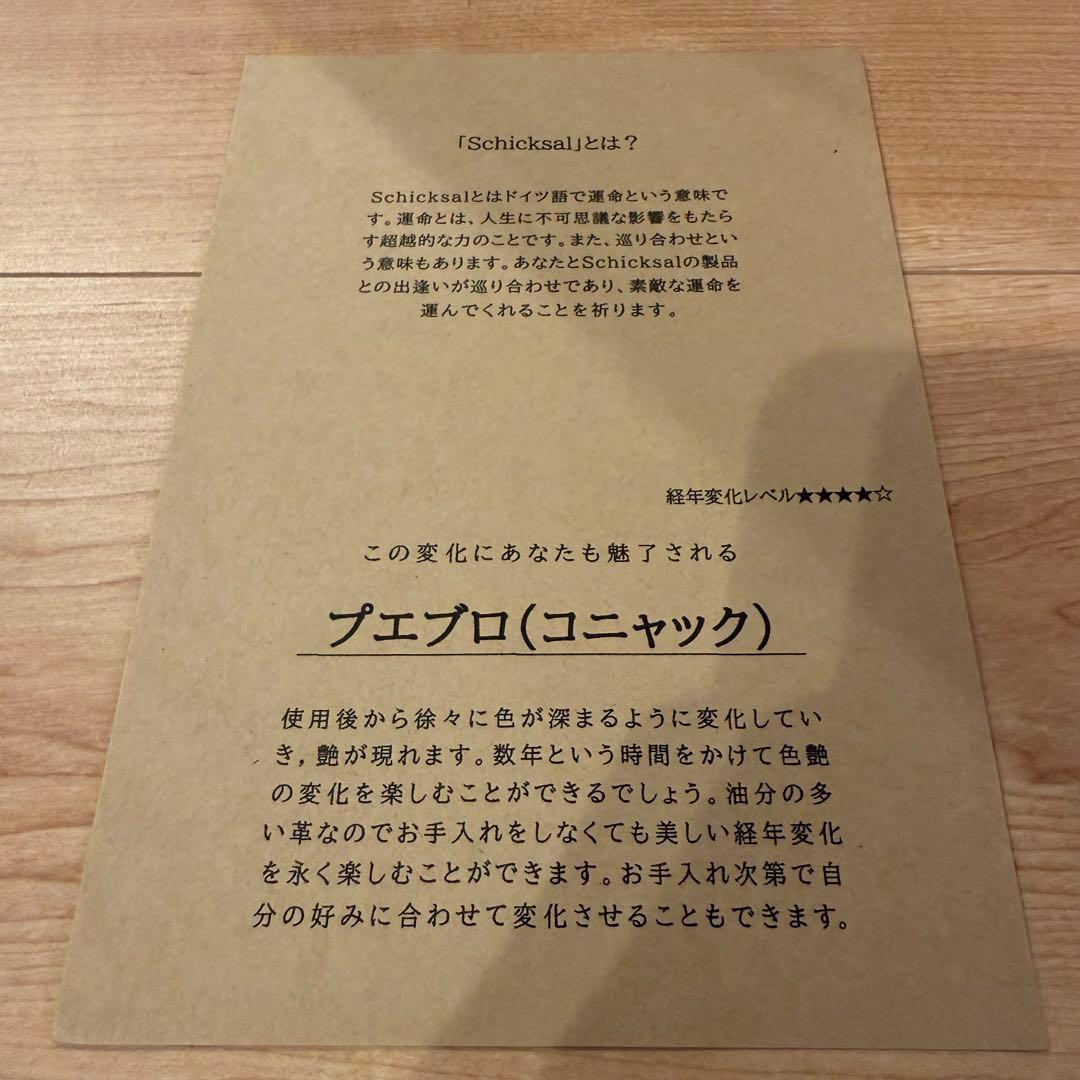 「Schicksal」とは？
Schicksalとはドイツ語で運命という意味で
す。運命とは、人生に不可思議な影響をもたら
す超越的な力のことです。また、巡り合わせとい
う意味もあります。あなたとSchicksalの製品
との出逢いが巡り合わせであり、素敵な運命を
運んでくれることを祈ります。
経年変化レベル★★★★☆
この変化にあなたも魅了される
プエブロ(コニャック)
使用後から徐々に色が深まるように変化してい
き,艶が現れます。数年という時間をかけて色艶
の変化を楽しむことができるでしょう。油分の多
い革なのでお手入れをしなくても美しい経年変化
を永く楽しむことができます。お手入れ次第で自
分の好みに合わせて変化させることもできます。